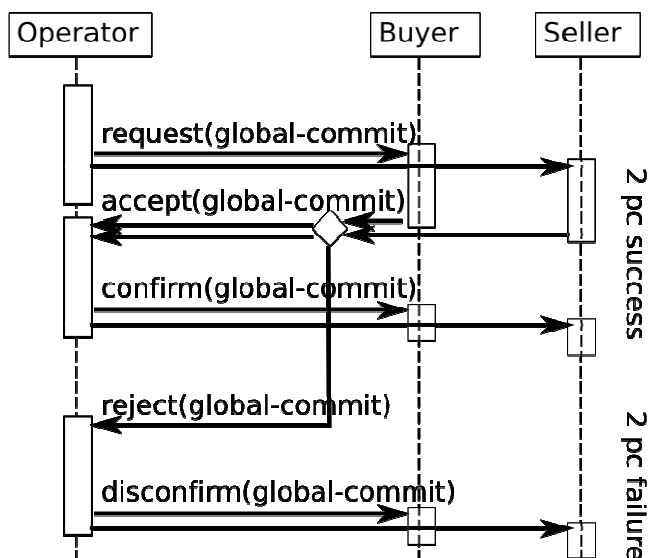 Operator
Buyer
Seller
request(global-commit)
accept(global-commit)
2 pc success
confirm(global-commit)
reject(global-commit)
2 pc failure
disconfirm(global-commit)